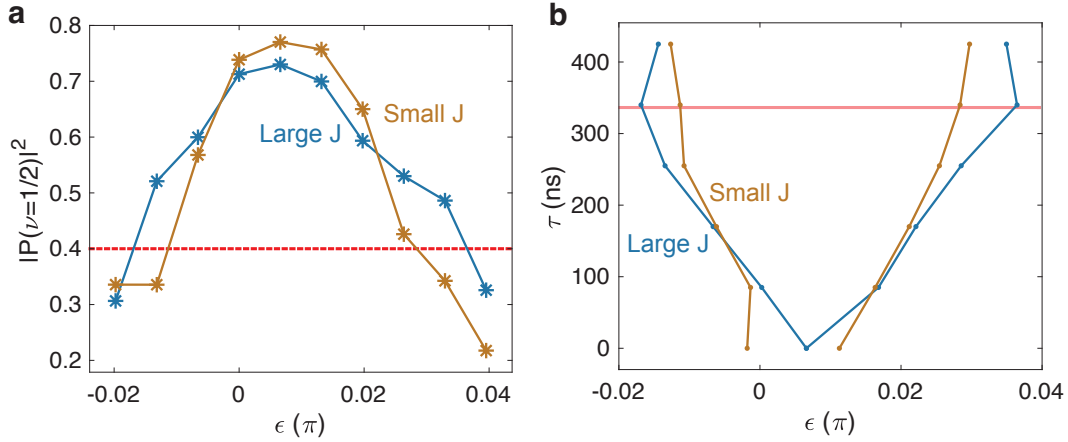 a
|P(ν=1/2)|²
0.8
0.7
0.6
0.5
0.4
0.3
0.2
Small J
Large J
-0.02
0
0.02
0.04
ϵ (π)
b
τ (ns)
400
300
200
100
0
Small J
Large J
-0.02
0
0.02
0.04
ϵ (π)